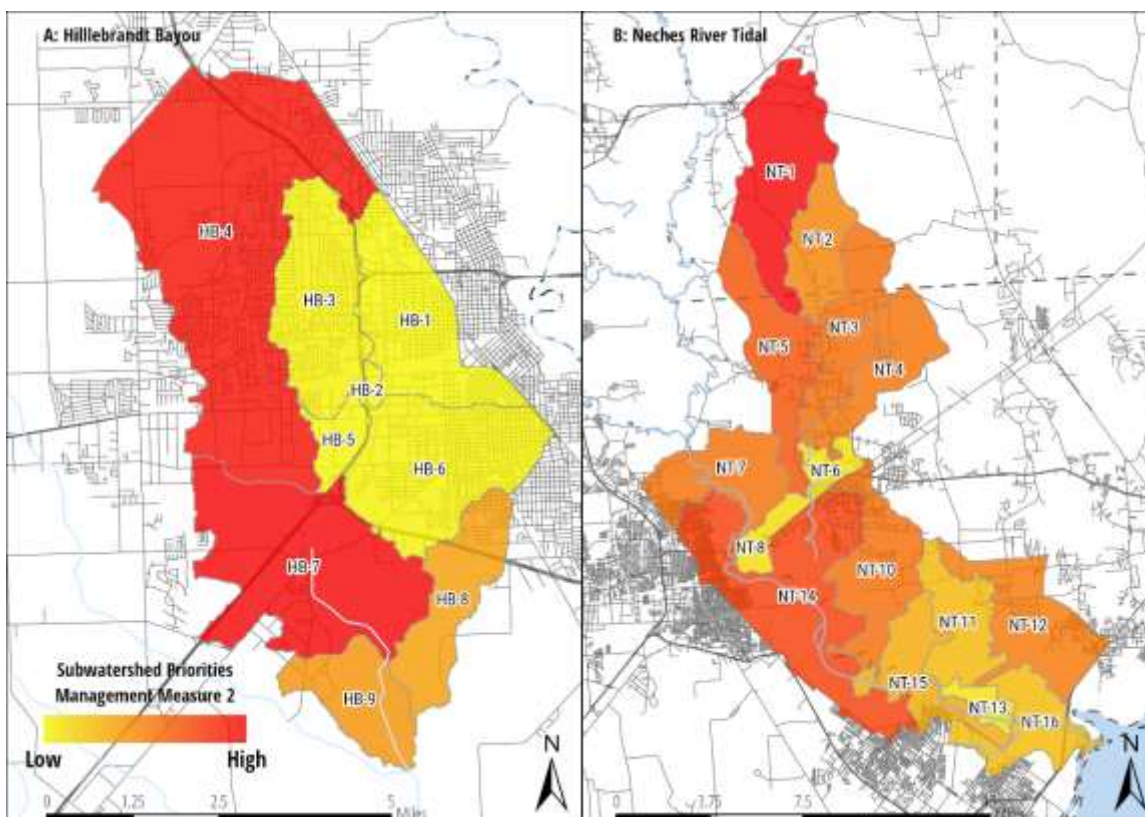 A: Hilllebrandt Bayou
HB-4
HB-3
HB-1
HB-2
HB-5
HB-6
HB-7
HB-8
HB-9
Subwatershed Priorities
Management Measure 2
Low High
N
0 1.25 2.5 5
Miles
B: Neches River Tidal
NT-1
NT-2
NT-3
NT-5
NT-4
NT-7
NT-6
NT-8
NT-10
NT-14
NT-11
NT-12
NT-15
NT-13
NT-16
N
0 3.75 7.5
Miles